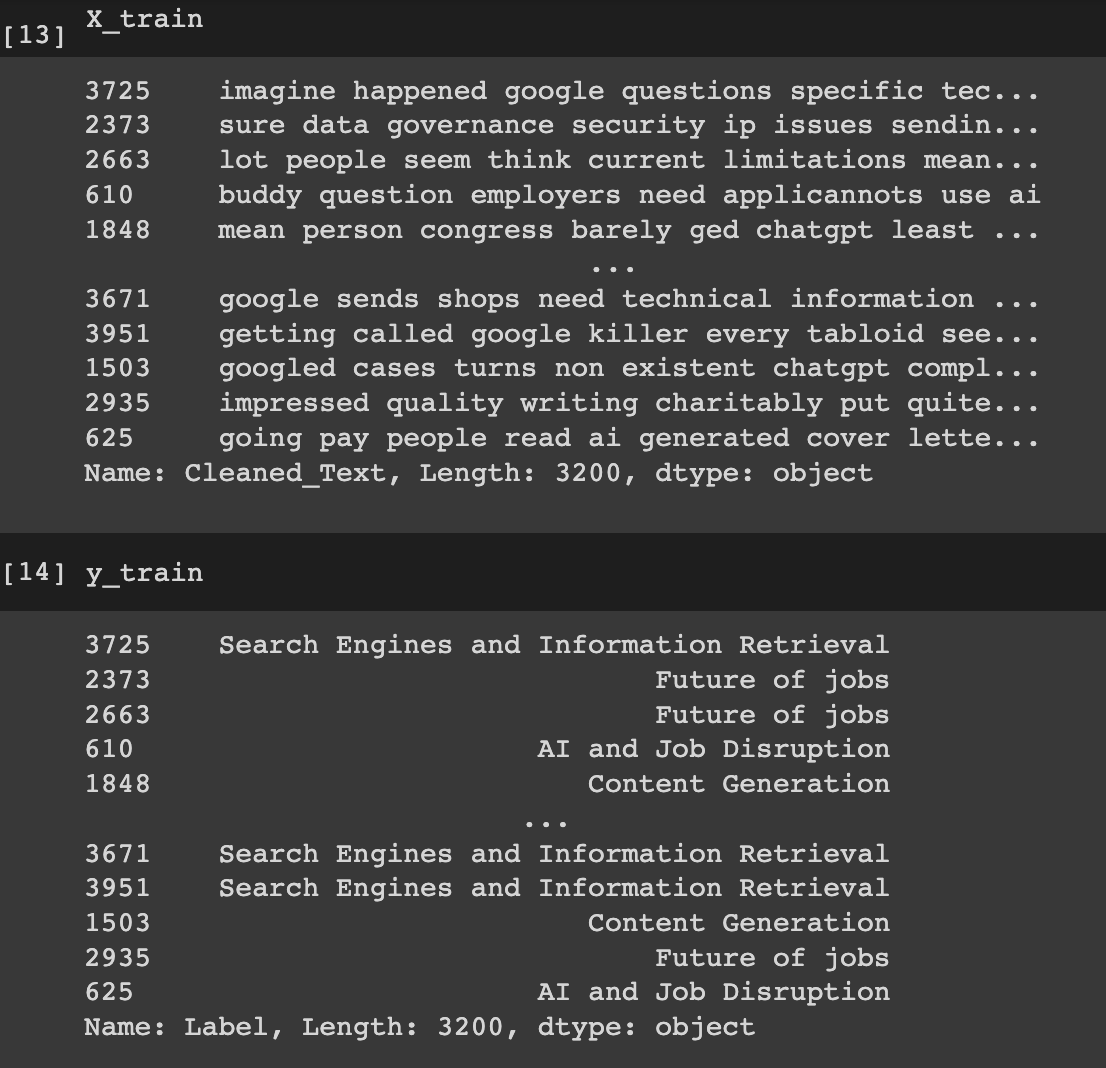 X_train
[13]
3725 imagine happened google questions specific tec...
2373 sure data governance security ip issues sendin...
2663 lot people seem think current limitations mean...
610 buddy question employers need applicannots use ai
1848 mean person congress barely ged chatgpt least ...
...
3671 google sends shops need technical information ...
3951 getting called google killer every tabloid see...
1503 googled cases turns non existent chatgpt compl...
2935 impressed quality writing charitably put quite...
625 going pay people read ai generated cover lette...
Name: Cleaned_Text, Length: 3200, dtype: object
[14] y_train
3725 Search Engines and Information Retrieval
2373 Future of jobs
2663 Future of jobs
610 AI and Job Disruption
1848 Content Generation
...
3671 Search Engines and Information Retrieval
3951 Search Engines and Information Retrieval
1503 Content Generation
2935 Future of jobs
625 AI and Job Disruption
Name: Label, Length: 3200, dtype: object